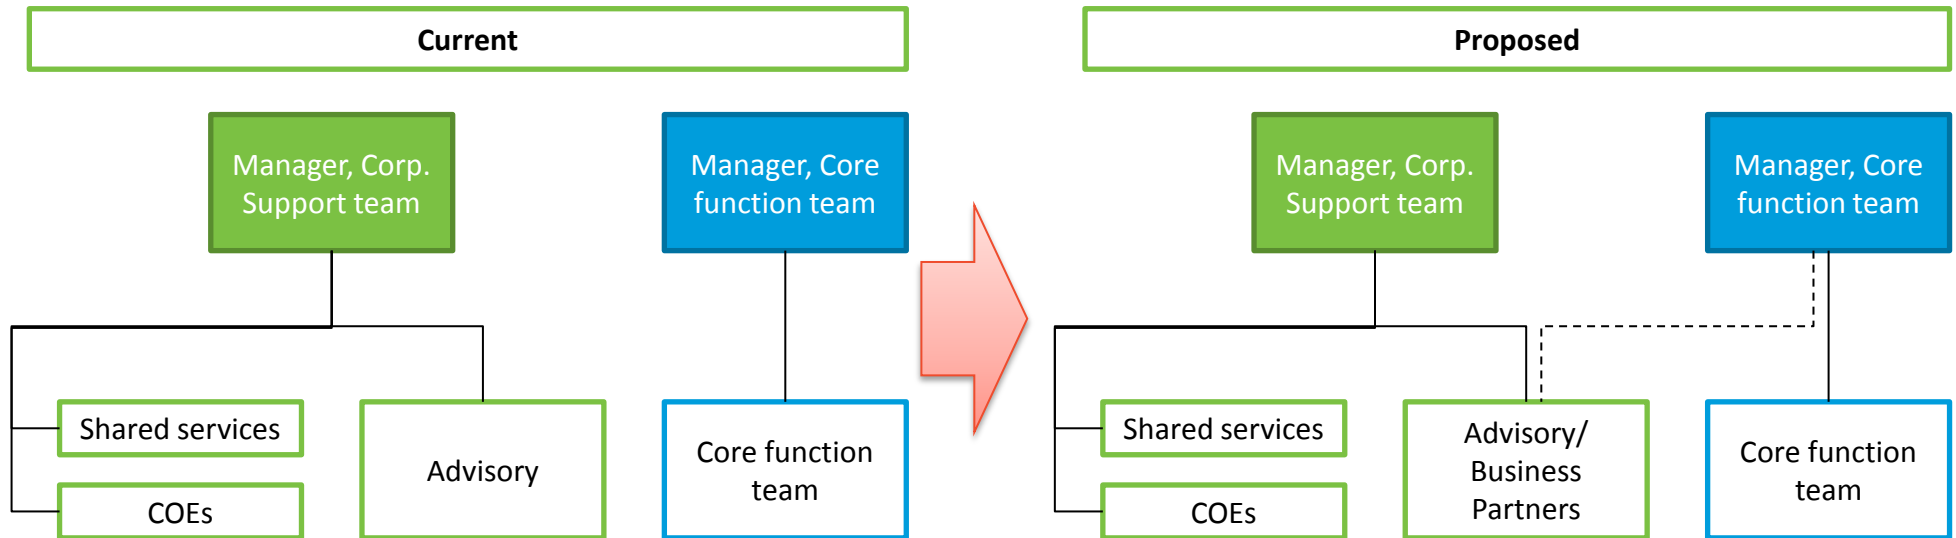 Current
Proposed
Manager, Corp.
Support team
Manager, Core
function team
Manager, Corp.
Support team
Manager, Core
function team
Shared services
COEs
Advisory
Core function
team
Shared services
COEs
Advisory/
Business
Partners
Core function
team